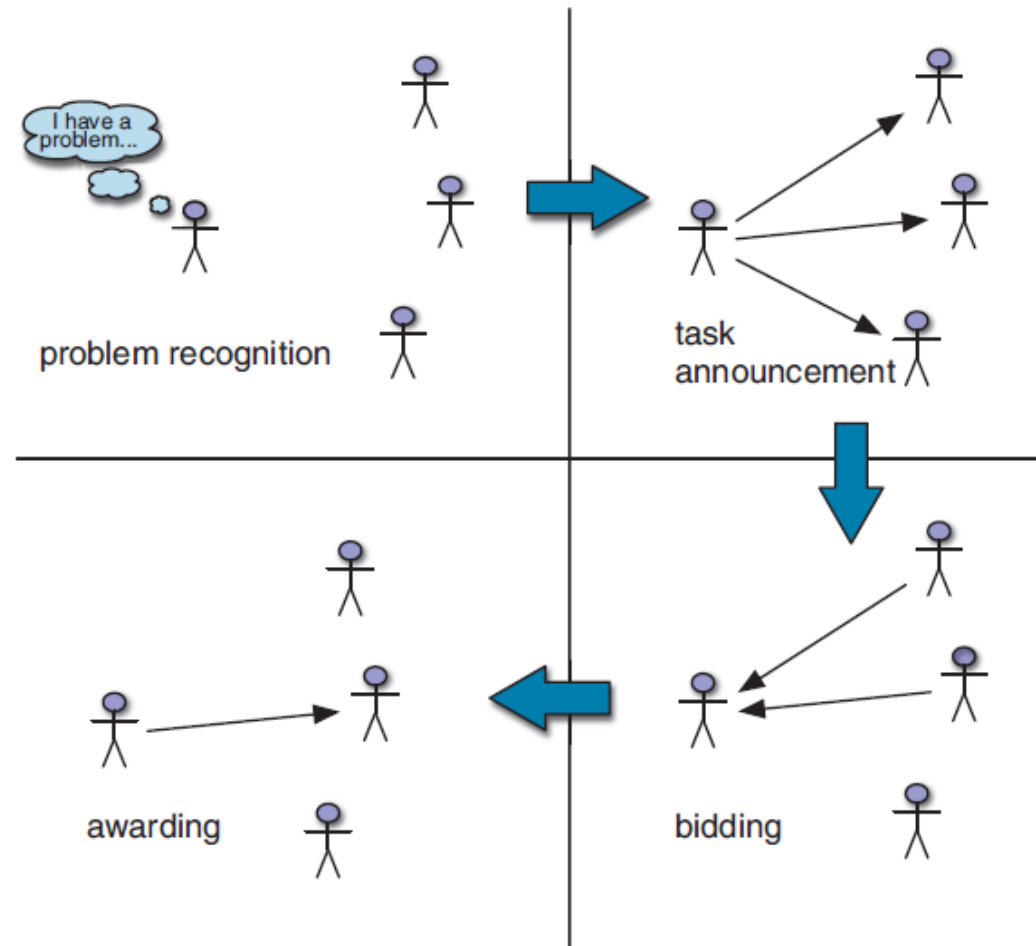 I have a
problem...
problem recognition
task
announcement
awarding
bidding